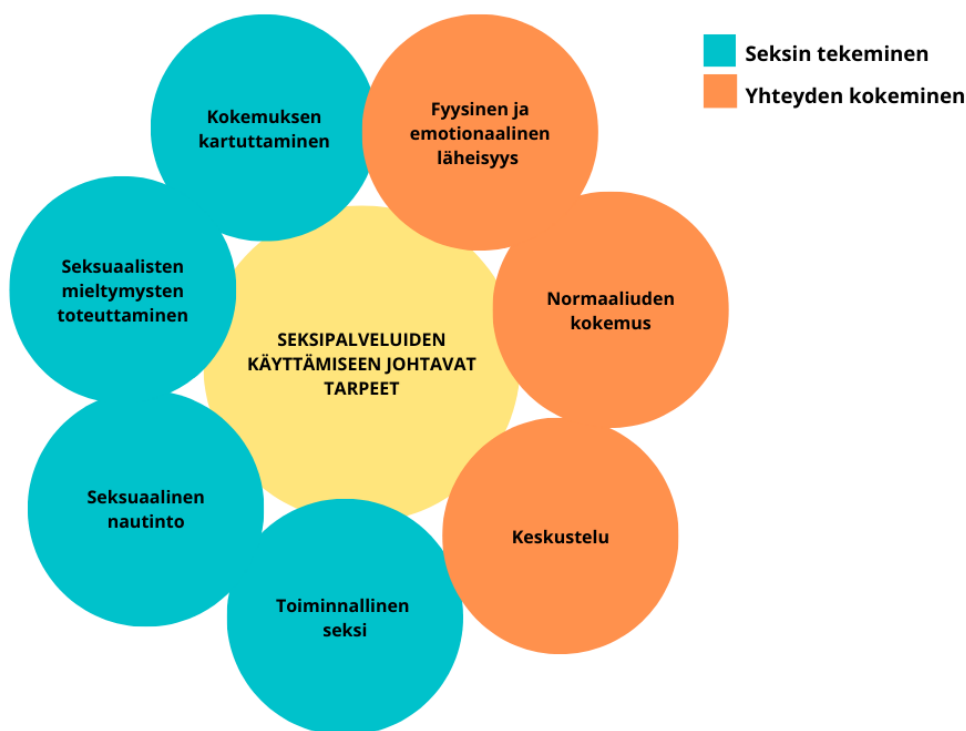 Seksin tekeminen
Yhteyden kokeminen
Kokemuksen
kartuttaminen
Fyysinen ja
emotionaalinen
läheisyys
Seksuaalisten
mieltymysten
toteuttaminen
Normaaliuden
kokemus
SEKSIPALVELUIDEN
KÄYTTÄMISEEN JOHTAVAT
TARPEET
Seksuaalinen
nautinto
Keskustelu
Toiminnallinen
seksi